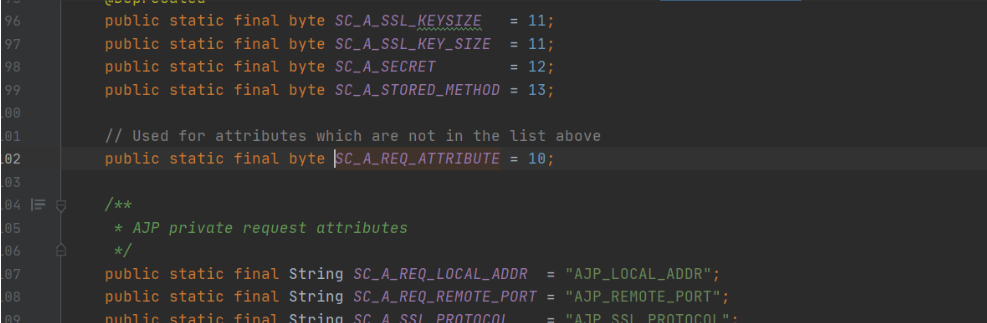 @Deprecated
96 public static final byte SC_A_SSL_KEYSIZE = 11;
97 public static final byte SC_A_SSL_KEY_SIZE = 11;
98 public static final byte SC_A_SECRET = 12;
99 public static final byte SC_A_STORED_METHOD = 13;
00
01 // Used for attributes which are not in the list above
02 public static final byte SC_A_REQ_ATTRIBUTE = 10;
03
04 /**
05 * AJP private request attributes
06 */
07 public static final String SC_A_REQ_LOCAL_ADDR = "AJP_LOCAL_ADDR";
08 public static final String SC_A_REQ_REMOTE_PORT = "AJP_REMOTE_PORT";
09 public static final String SC_A_SSL_PROTOCOL = "AJP_SSL_PROTOCOL";